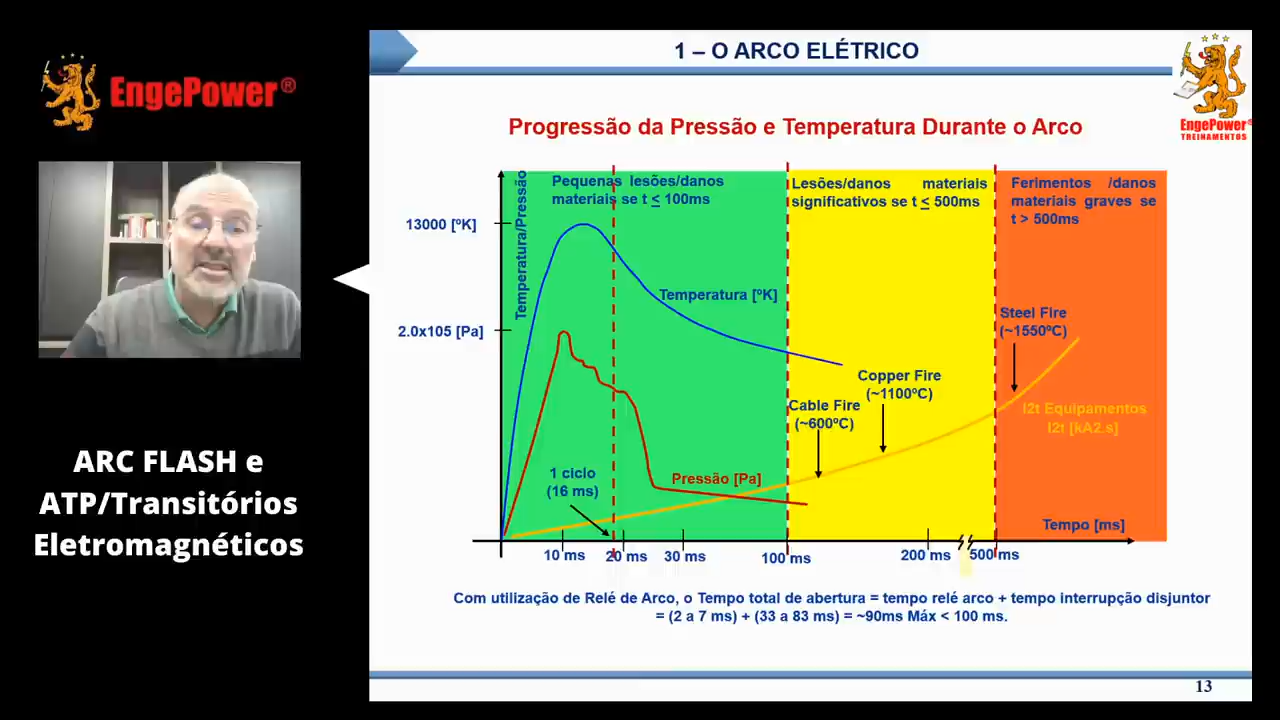 EngePower®
ARC FLASH e
ATP/Transitórios
Eletromagnéticos
1 – O ARCO ELÉTRICO
EngePower®
TREINAMENTOS
Progressão da Pressão e Temperatura Durante o Arco
Temperatura/Pressão
Pequenas lesões/danos
materiais se t ≤ 100ms
Lesões/danos materiais
significativos se t ≤ 500ms
Ferimentos /danos
materiais graves se
t > 500ms
13000 [ºK]
2.0x105 [Pa]
Temperatura [ºK]
Steel Fire
(~1550ºC)
Copper Fire
(~1100ºC)
Cable Fire
(~600ºC)
I2t Equipamentos
I2t [kA2.s]
1 ciclo
(16 ms)
Pressão [Pa]
Tempo [ms]
10 ms
20 ms
30 ms
100 ms
200 ms
500 ms
Com utilização de Relé de Arco, o Tempo total de abertura = tempo relé arco + tempo interrupção disjuntor
= (2 a 7 ms) + (33 a 83 ms) = ~90ms Máx < 100 ms.
13